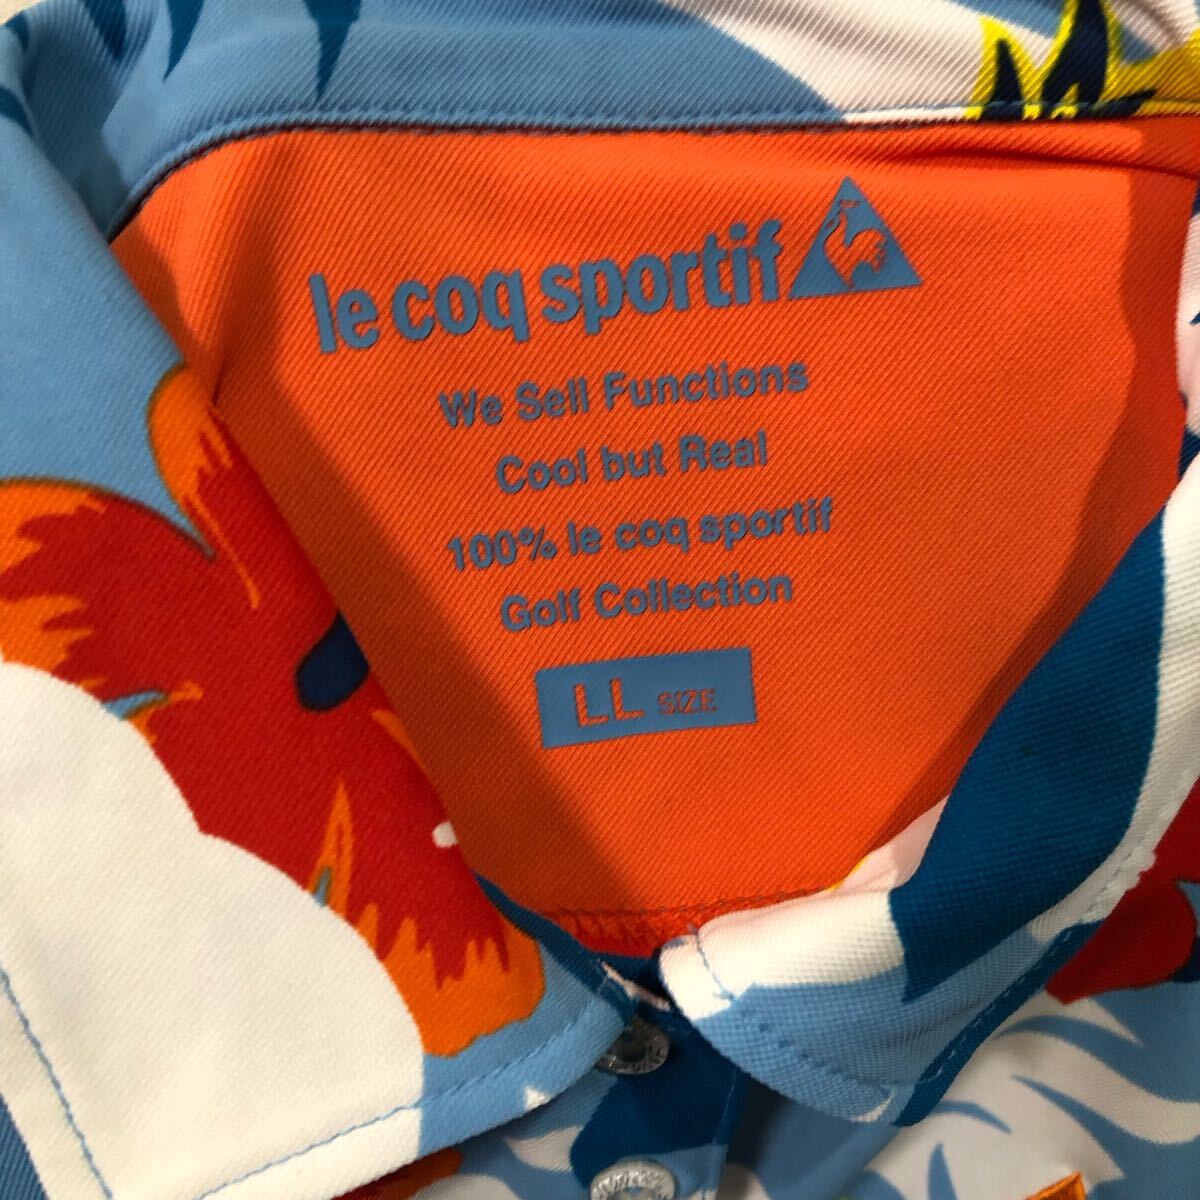 le coq sportif
We Sell Functions
Cool but Real
100% le coq sportif
Golf Collection
LL SIZE